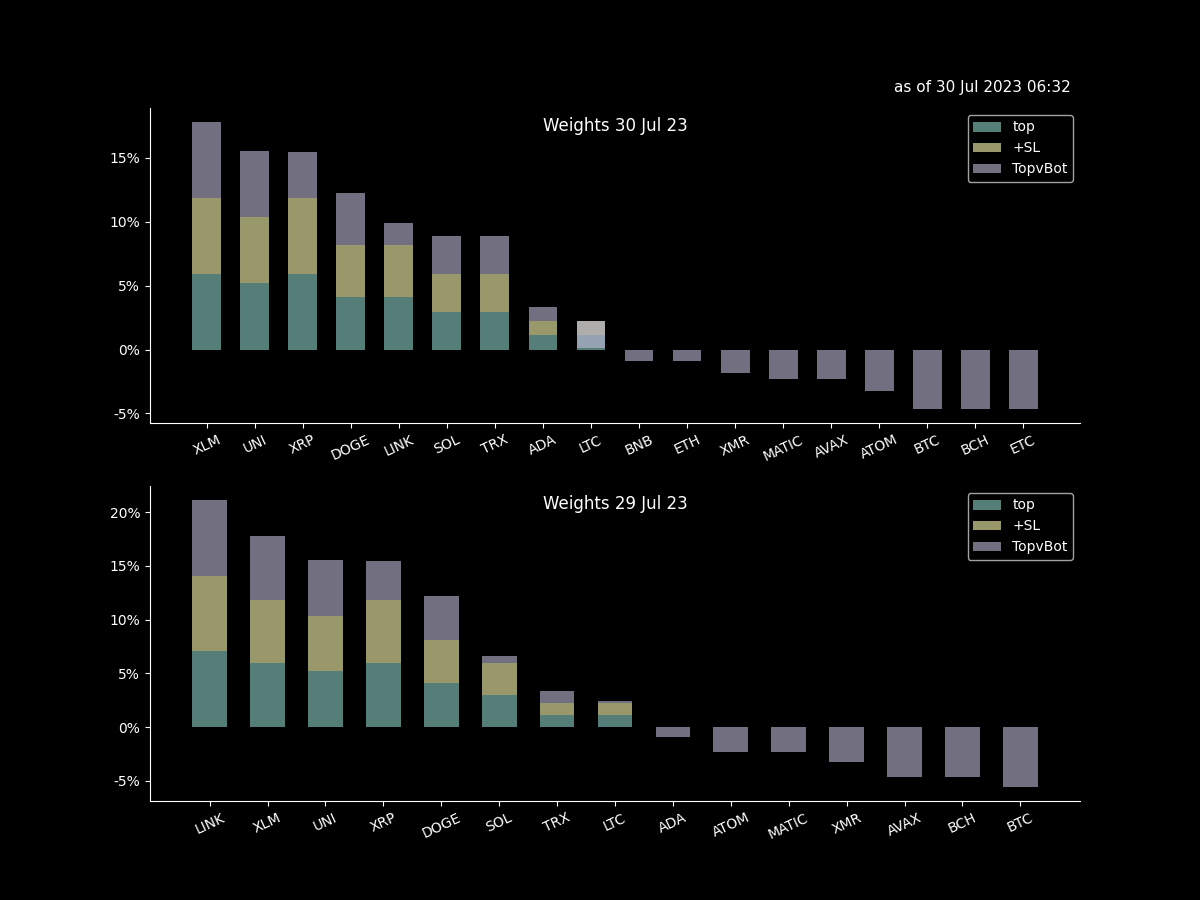 as of 30 Jul 2023 06:32
Weights 30 Jul 23
top
+SL
TopvBot
15%
10%
5%
0%
-5%
XLM UNI XRP DOGE LINK SOL TRX ADA LTC BNB ETH XMR MATIC AVAX ATOM BTC BCH ETC
Weights 29 Jul 23
top
+SL
TopvBot
20%
15%
10%
5%
0%
-5%
LINK XLM UNI XRP DOGE SOL TRX LTC ADA ATOM MATIC XMR AVAX BCH BTC